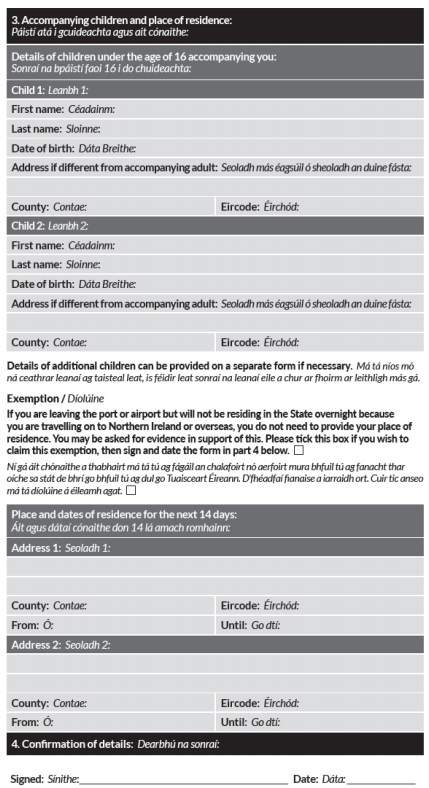 3. Accompanying children and place of residence:
Páistí atá i gcuideachta agus ait cónaithe:
Details of children under the age of 16 accompanying you:
Sonraí na bpáistí faoi 16 i do chuideachta:
Child 1: Leanbh 1:
First name: Céadainm:
Last name: Sloinne:
Date of birth: Dáta Breithe:
Address if different from accompanying adult: Seoladh más éagsúil ó sheoladh an duine fásta:
County: Contae: Eircode: Éirchód:
Child 2: Leanbh 2:
First name: Céadainm:
Last name: Sloinne:
Date of birth: Dáta Breithe:
Address if different from accompanying adult: Seoladh más éagsúil ó sheoladh an duine fásta:
County: Contae: Eircode: Éirchód:
Details of additional children can be provided on a separate form if necessary. Má tá níos mó
ná ceathrar leanaí ag taisteal leat, is féidir leat sonraí na leanaí eile a chur ar fhoirm ar leithligh más gá.
Exemption / Díolúine
If you are leaving the port or airport but will not be residing in the State overnight because
you are travelling on to Northern Ireland or overseas, you do not need to provide your place of
residence. You may be asked for evidence in support of this. Please tick this box if you wish to
claim this exemption, then sign and date the form in part 4 below.
Ní gá áit chónaithe a thabhairt má tá tú ag fágáil an chalafoirt nó aerfoirt mura bhfuil tú ag fanacht thar
oíche sa stát de bhrí go bhfuil tú ag dul go Tuaisceart Éireann. D'fhéadfaí fianaise a iarraidh ort. Cuir tic anseo
má tá díolúine á éileamh agat.
Place and dates of residence for the next 14 days:
Áit agus dátaí cónaithe don 14 lá amach romhainn:
Address 1: Seoladh 1:
County: Contae: Eircode: Éirchód:
From: Ó: Until: Go dtí:
Address 2: Seoladh 2:
County: Contae: Eircode: Éirchód:
From: Ó: Until: Go dtí:
4. Confirmation of details: Dearbhú na sonraí:
Signed: Sínithe: Date: Dáta: